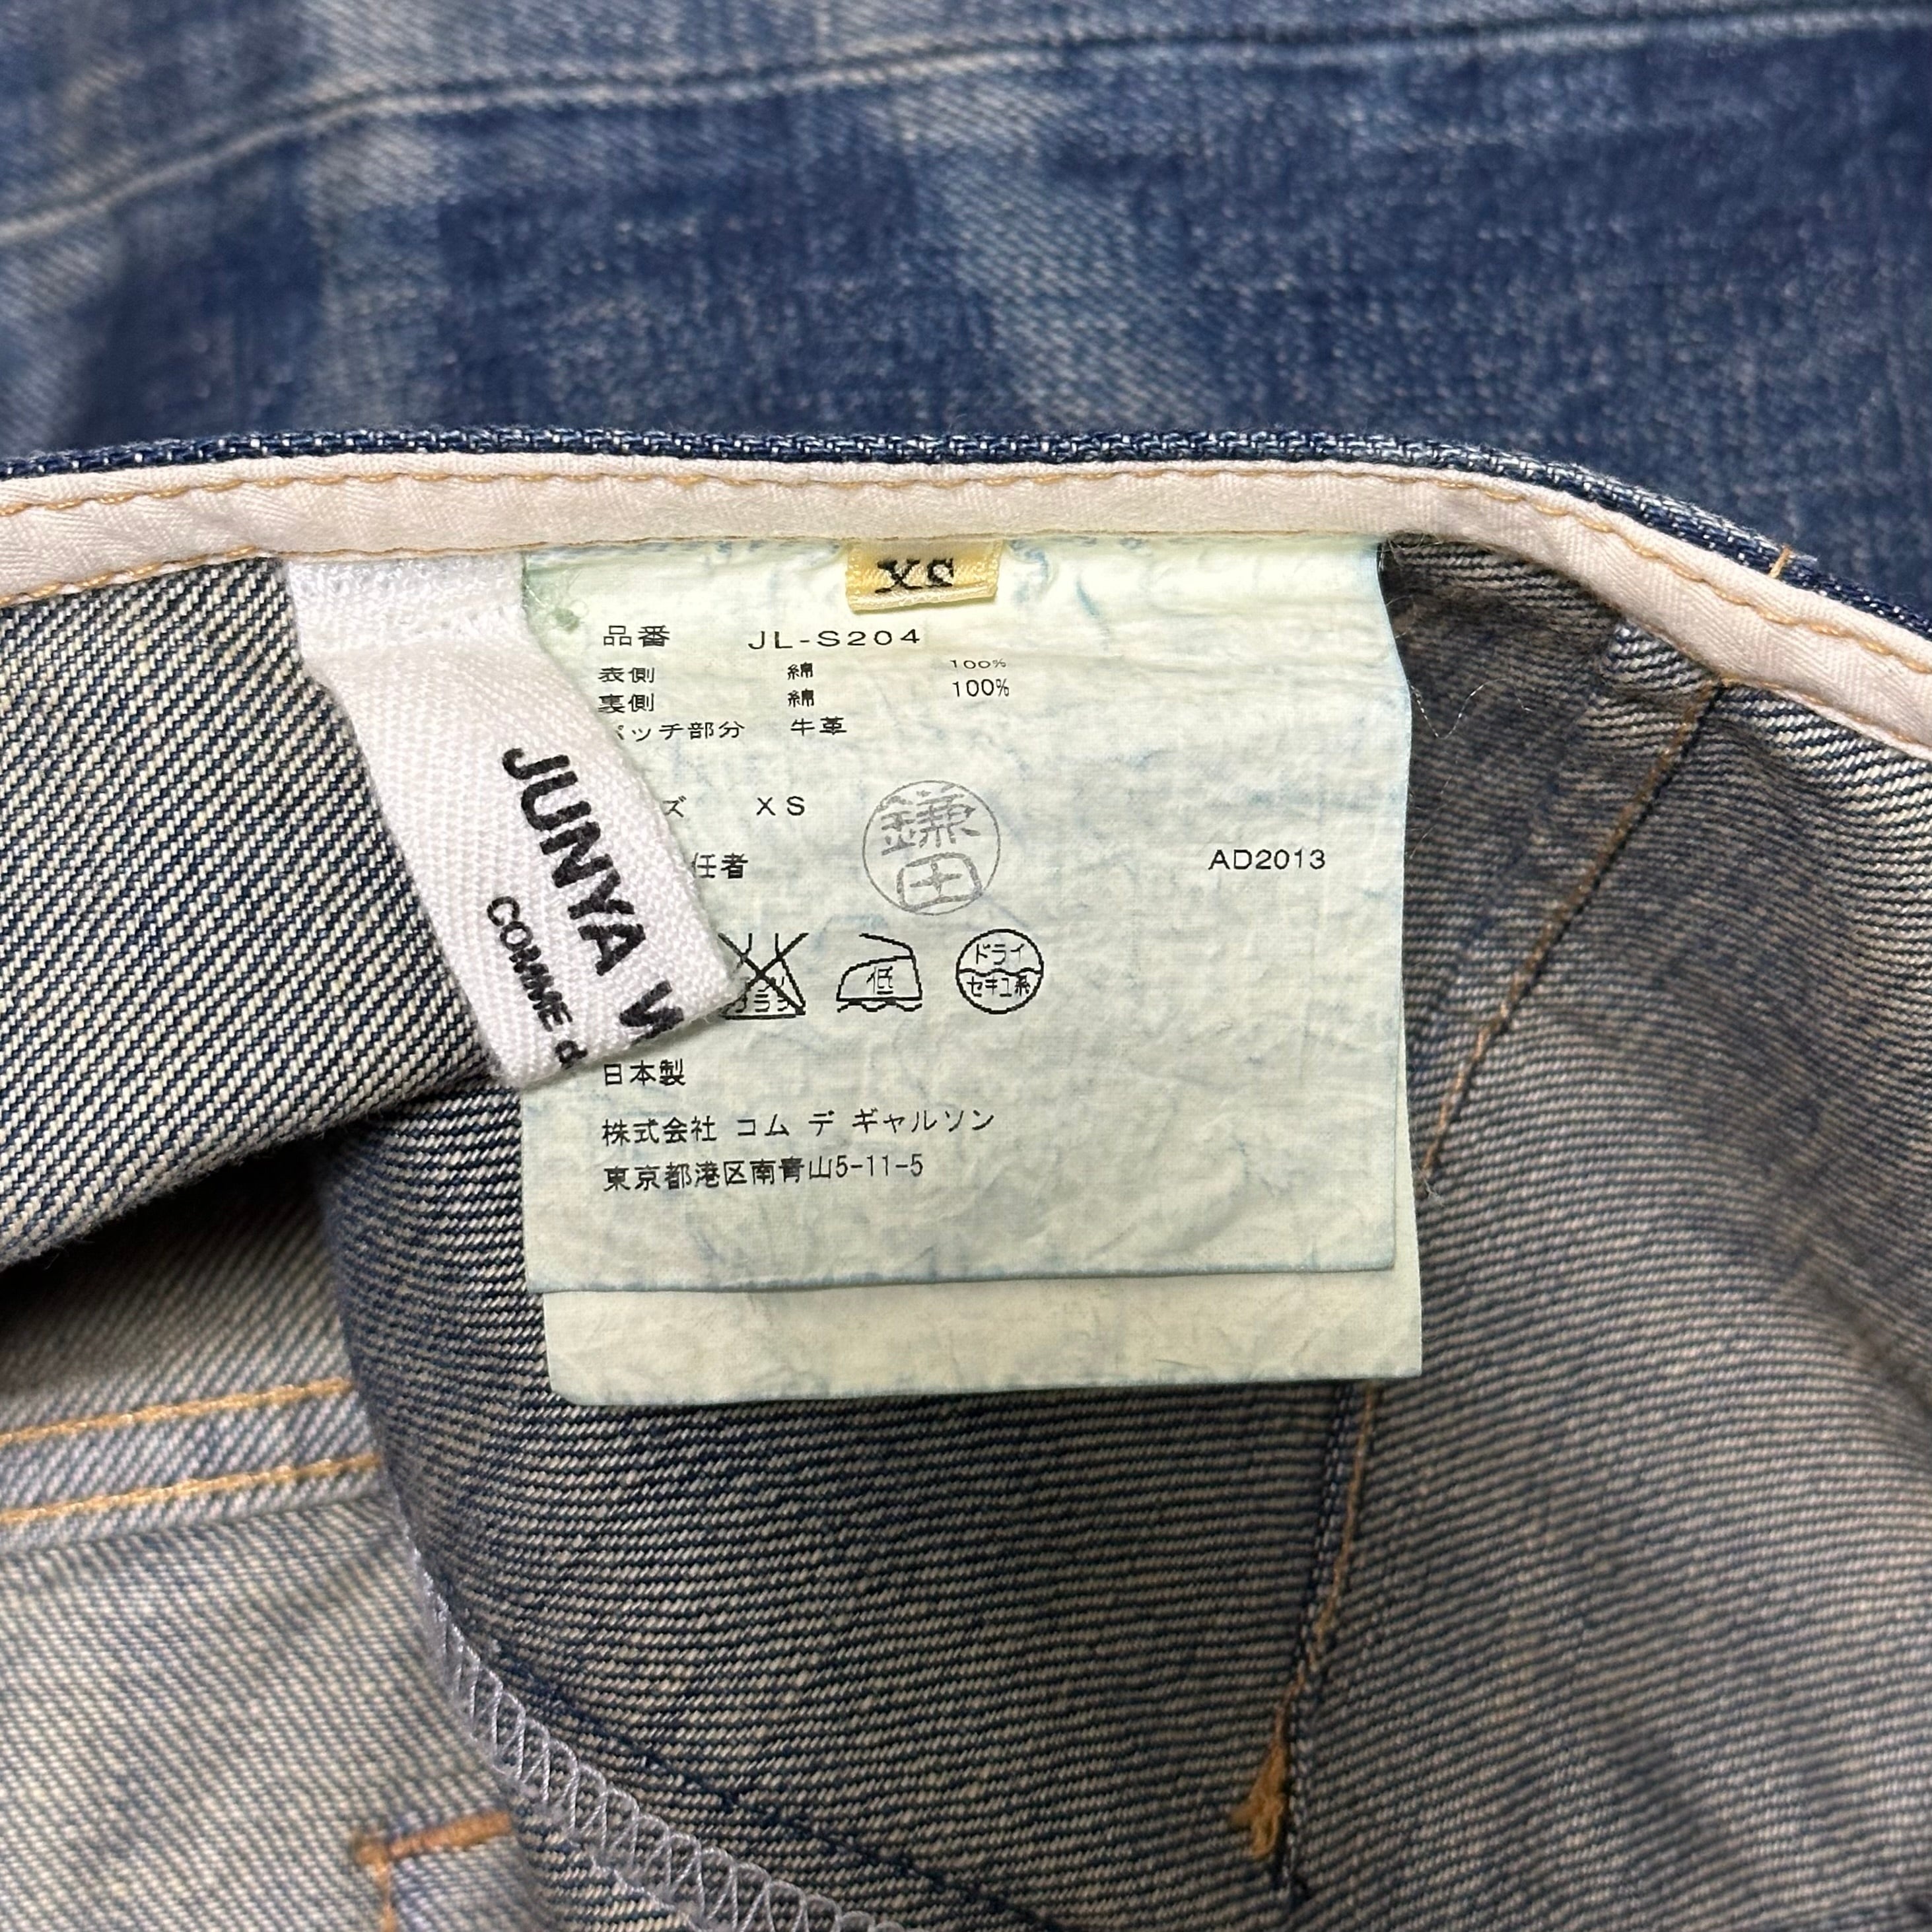 XS
品番 JL-S204
表側 綿 100%
裏側 綿 100%
パッチ部分 牛革
ズ XS
任者 鎌田 AD2013
低 ドライ セキユ系
日本製
株式会社 コム デ ギャルソン
東京都港区南青山5-11-5
JUNYA W
COMME d